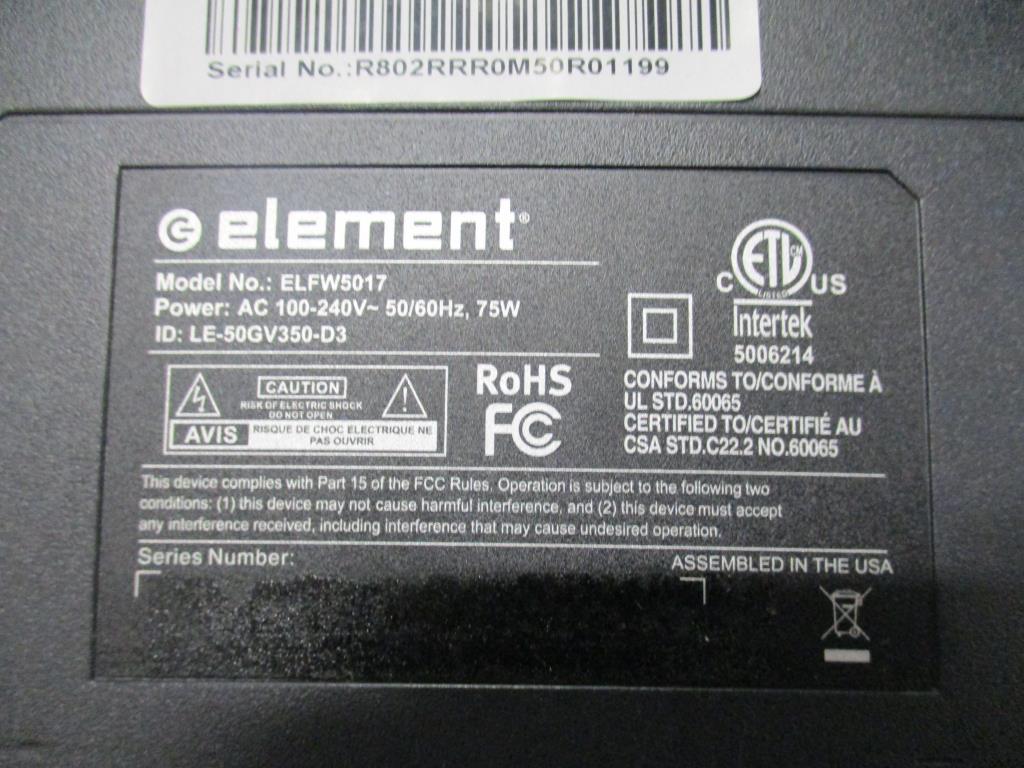 Serial No.:R802RRR0M50R01199
element®
Model No.: ELFW5017
Power: AC 100-240V~ 50/60Hz, 75W
ID: LE-50GV350-D3
C ETL CM US
LISTED
Intertek
5006214
CAUTION
RISK OF ELECTRIC SHOCK
DO NOT OPEN
AVIS
RISQUE DE CHOC ELECTRIQUE NE
PAS OUVRIR
RoHS
FC
CONFORMS TO/CONFORME À
UL STD.60065
CERTIFIED TO/CERTIFIÉ AU
CSA STD.C22.2 NO.60065
This device complies with Part 15 of the FCC Rules. Operation is subject to the following two
conditions: (1) this device may not cause harmful interference, and (2) this device must accept
any interference received, including interference that may cause undesired operation.
Series Number:
ASSEMBLED IN THE USA